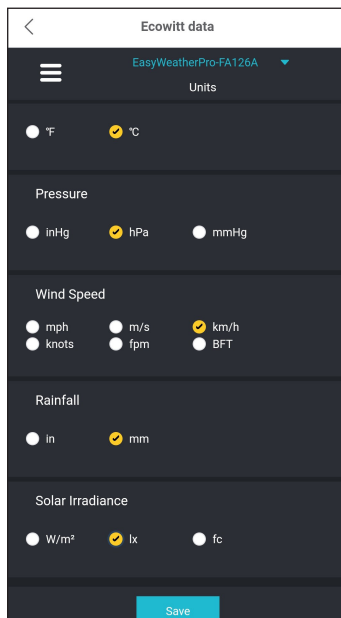 Ecowitt data
EasyWeatherPro-FA126A
Units
℉ ℃
Pressure
inHg hPa mmHg
Wind Speed
mph m/s km/h
knots fpm BFT
Rainfall
in mm
Solar Irradiance
W/m² lx fc
Save